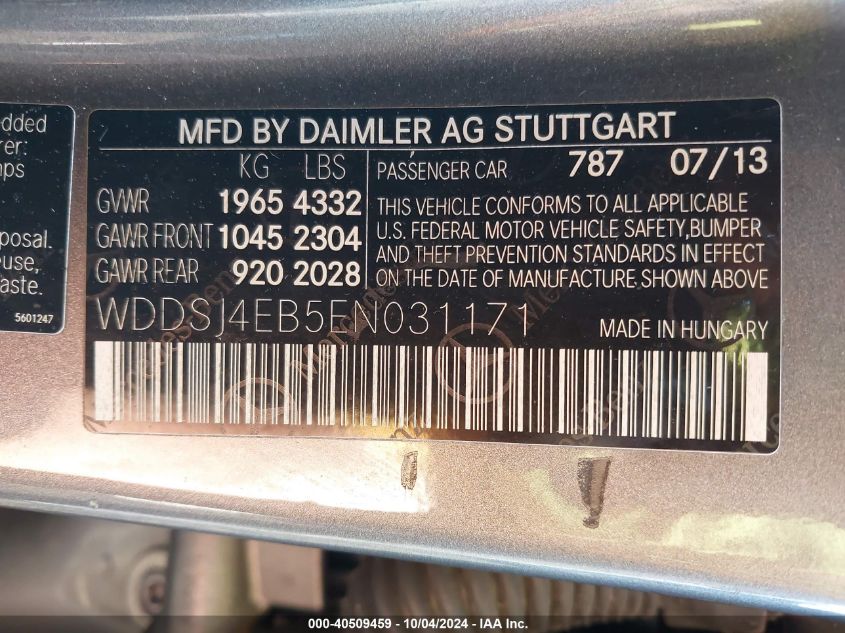 dded
rer:
nps
posal.
euse,
aste.
5601247
MFD BY DAIMLER AG STUTTGART
KG LBS
GVWR 1965 4332
GAWR FRONT 1045 2304
GAWR REAR 920 2028
PASSENGER CAR 787 07/13
THIS VEHICLE CONFORMS TO ALL APPLICABLE
U.S. FEDERAL MOTOR VEHICLE SAFETY, BUMPER
AND THEFT PREVENTION STANDARDS IN EFFECT
ON THE DATE OF MANUFACTURE SHOWN ABOVE
WDDSJ4EB5EN031171
MADE IN HUNGARY
000-40509459 - 10/04/2024 - IAA Inc.